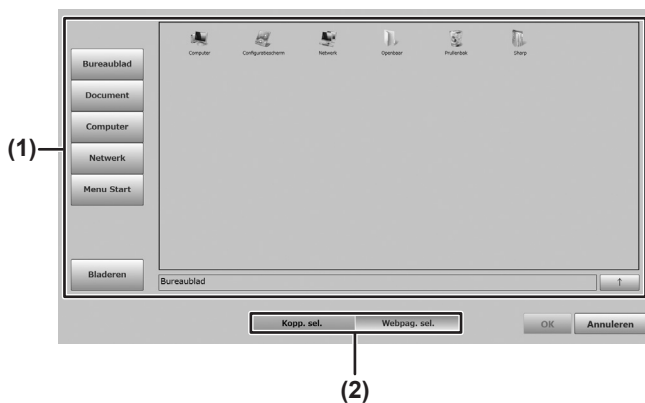 Computer Configuratiescherm Netwerk Openbaar Prullenbak Sharp
Bureaublad
Document
Computer
(1)
Netwerk
Menu Start
Bladeren
Bureaublad ↑
Kopp. sel. Webpag. sel. OK Annuleren
(2)